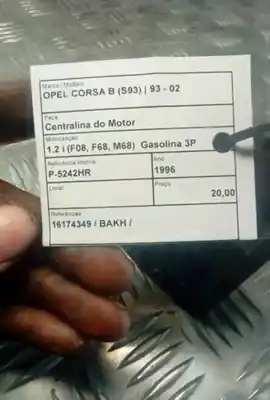 Marca / Modelo
OPEL CORSA B (S93) | 93 - 02
Peça
Centralina do Motor
Motorização
1.2 i (F08, F68, M68) Gasolina 3P
Referência Interna
Ano
P-5242HR
1996
Local
Preço
20,00
Referências
16174349 / BAKH /